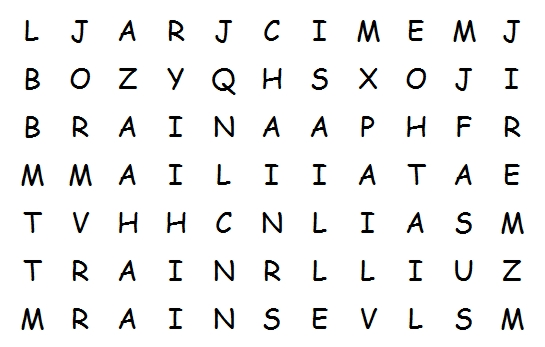 L J A R J C I M E M J
B O Z Y Q H S X O J I
B R A I N A A P H F R
M M A I L I I A T A E
T V H H C N L I A S M
T R A I N R L L I U Z
M R A I N S E V L S M